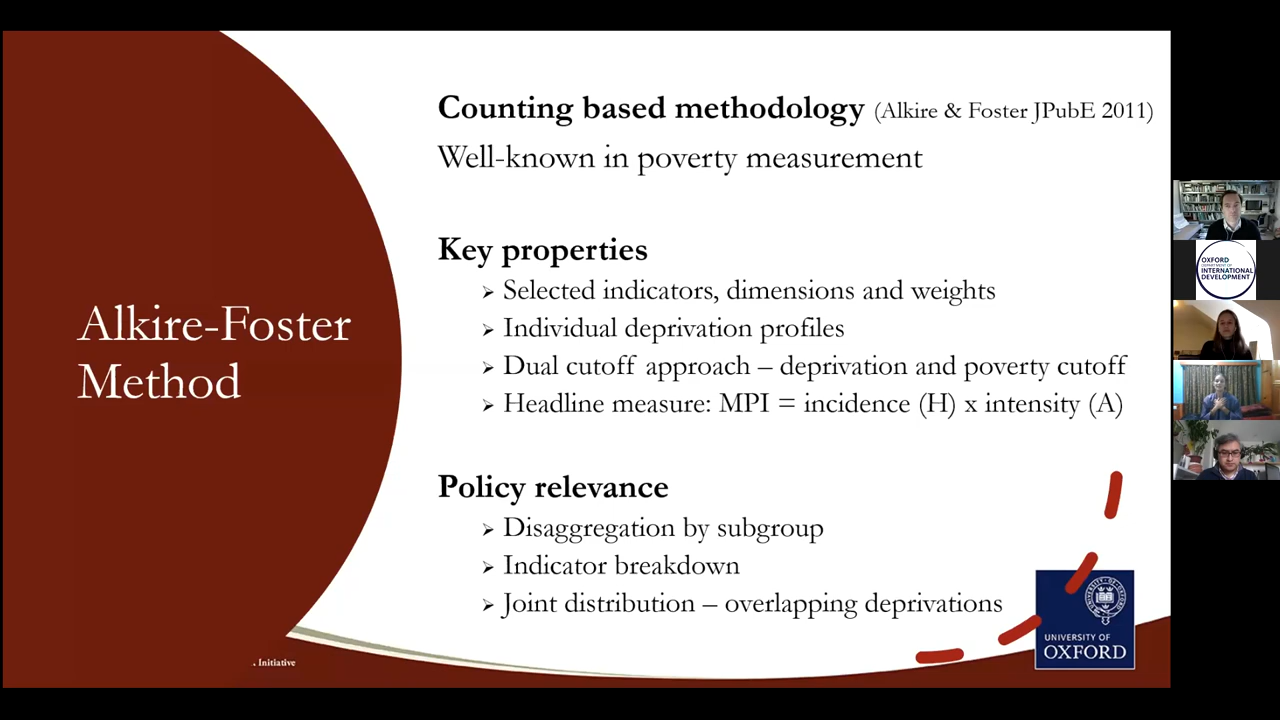 Alkire-Foster
Method
Counting based methodology (Alkire & Foster JPubE 2011)
Well-known in poverty measurement
Key properties
Selected indicators, dimensions and weights
Individual deprivation profiles
Dual cutoff approach – deprivation and poverty cutoff
Headline measure: MPI = incidence (H) x intensity (A)
Policy relevance
Disaggregation by subgroup
Indicator breakdown
Joint distribution – overlapping deprivations
Initiative
UNIVERSITY OF
OXFORD
OXFORD
DEPARTMENT OF
INTERNATIONAL
DEVELOPMENT